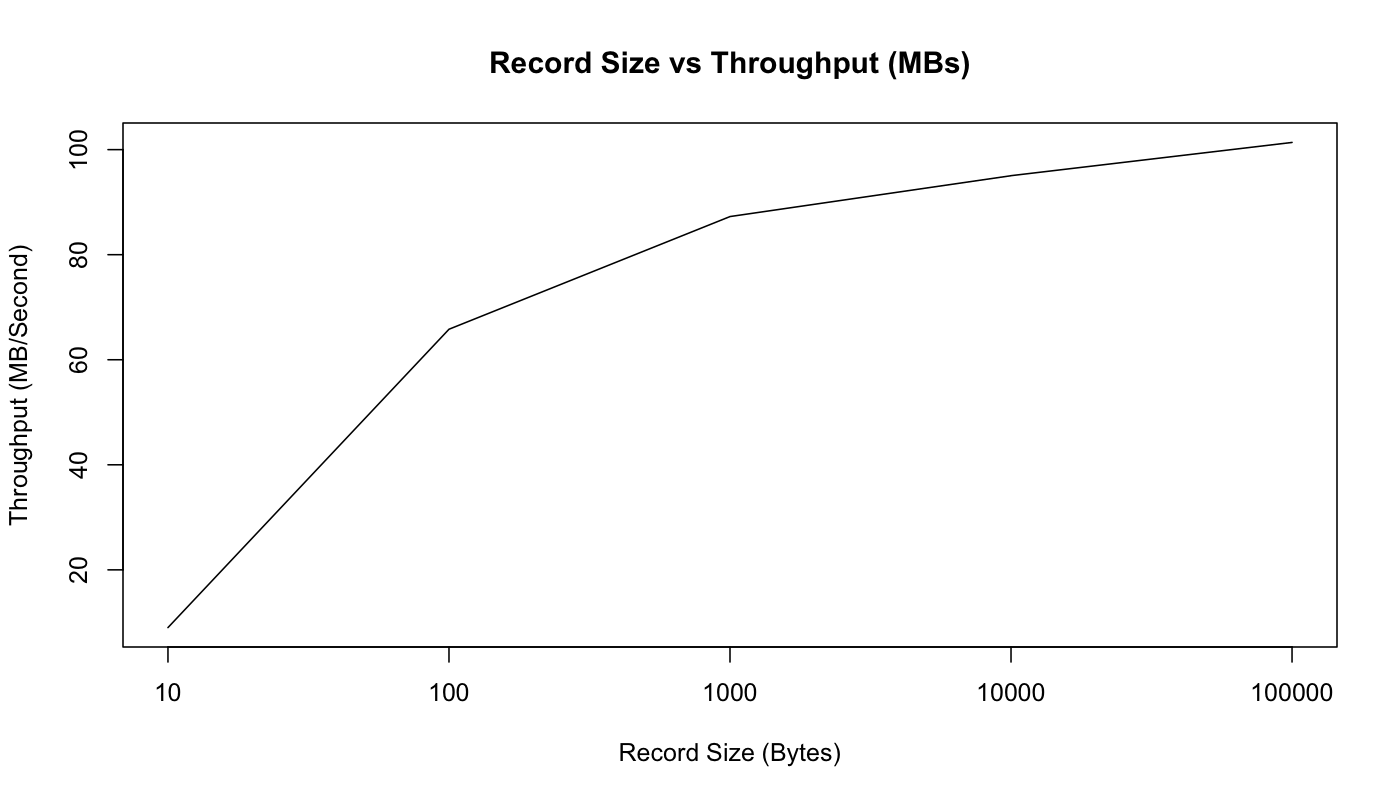 Record Size vs Throughput (MBs)
Throughput (MB/Second)
100
80
60
40
20
10 100 1000 10000 100000
Record Size (Bytes)